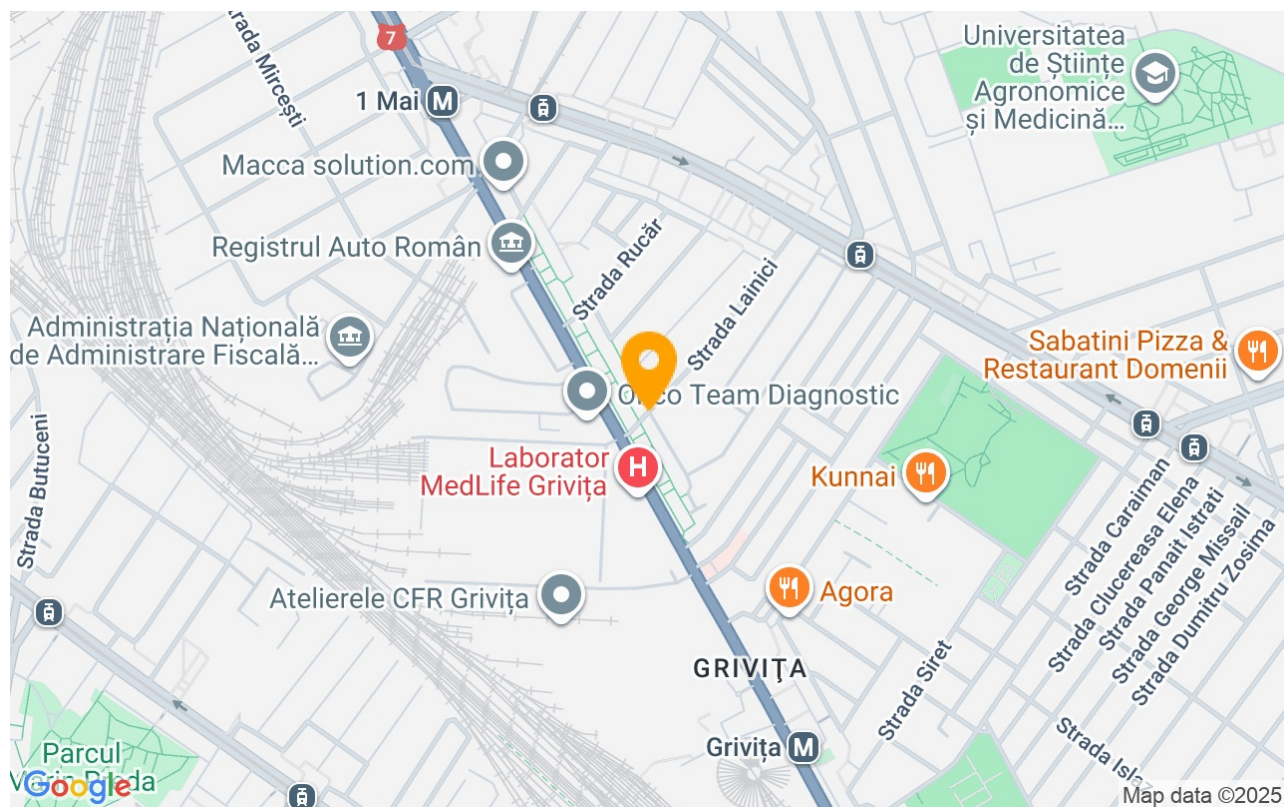 7
Strada Mircești
1 Mai
M
Universitatea
de Științe
Agronomice
și Medicină...
Macca solution.com
Registrul Auto Român
Strada Rucăr
Strada Lainici
Administrația Națională
de Administrare Fiscală...
Sabatini Pizza &
Restaurant Domenii
Team Diagnostic
Laborator
MedLife Grivița
H
Kunnai
Strada Butuceni
Strada Caraiman
Strada Clucereasa Elena
Strada Panait Istrati
Strada George Missail
Strada Dumitru Zosima
Atelierele CFR Grivița
Agora
GRIVIŢA
Strada Siret
Grivița
M
Strada
Parcul
Marin
Google
Map data ©2025